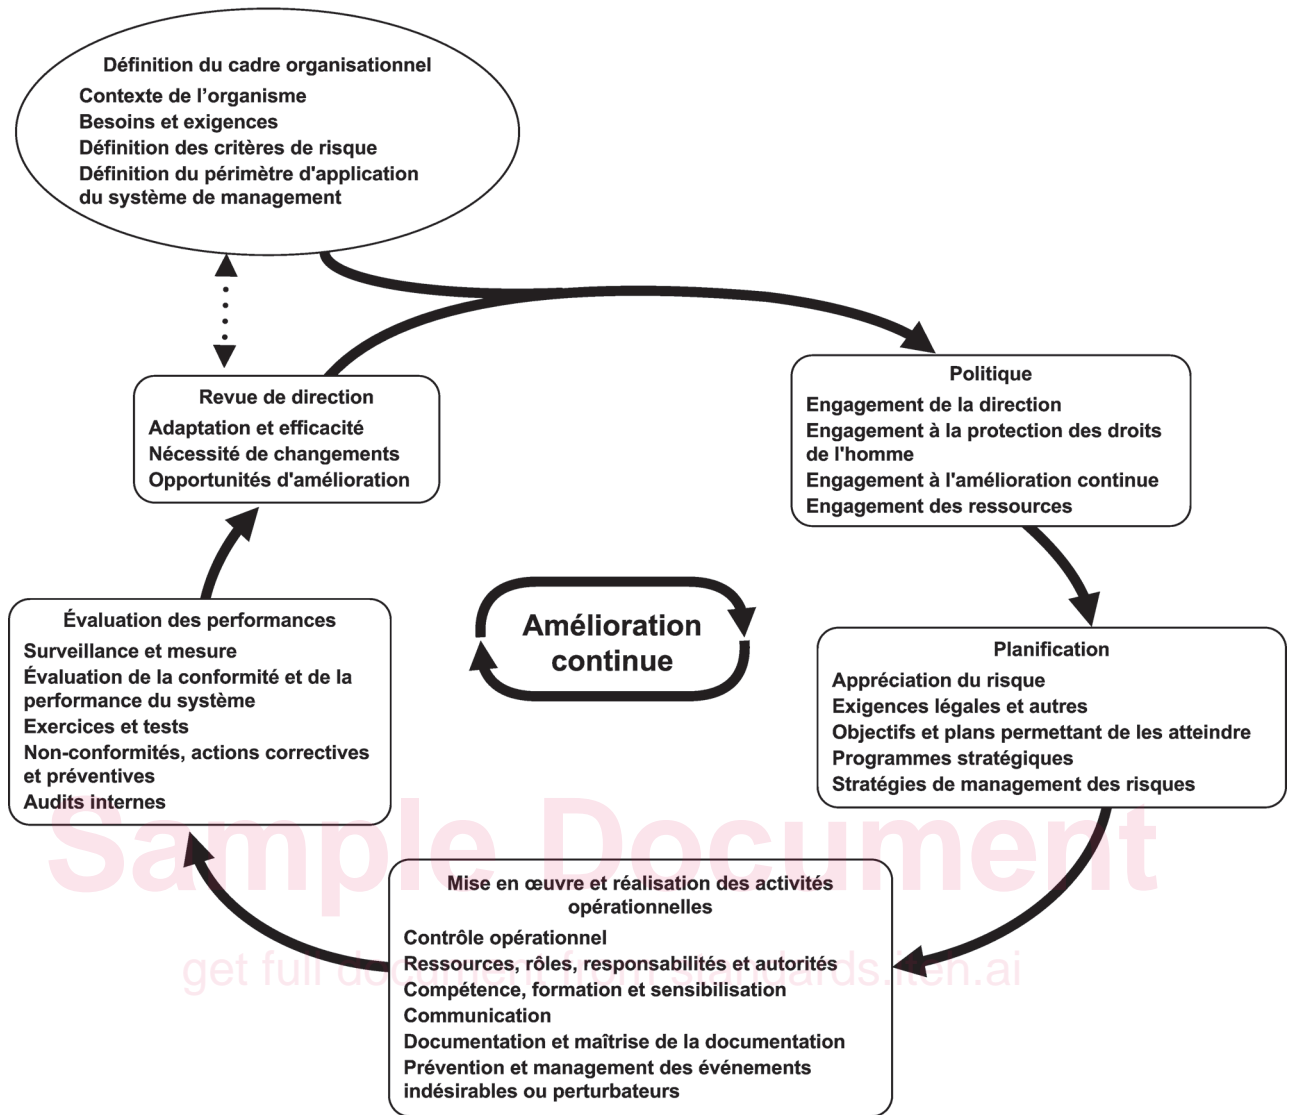 Définition du cadre organisationnel
Contexte de l’organisme
Besoins et exigences
Définition des critères de risque
Définition du périmètre d'application
du système de management
Revue de direction
Adaptation et efficacité
Nécessité de changements
Opportunités d'amélioration
Politique
Engagement de la direction
Engagement à la protection des droits
de l'homme
Engagement à l'amélioration continue
Engagement des ressources
Évaluation des performances
Surveillance et mesure
Évaluation de la conformité et de la
performance du système
Exercices et tests
Non-conformités, actions correctives
et préventives
Audits internes
Amélioration
continue
Planification
Appréciation du risque
Exigences légales et autres
Objectifs et plans permettant de les atteindre
Programmes stratégiques
Stratégies de management des risques
Sample Document
get full document from standards.iteh.ai
Mise en œuvre et réalisation des activités
opérationnelles
Contrôle opérationnel
Ressources, rôles, responsabilités et autorités
Compétence, formation et sensibilisation
Communication
Documentation et maîtrise de la documentation
Prévention et management des événements
indésirables ou perturbateurs